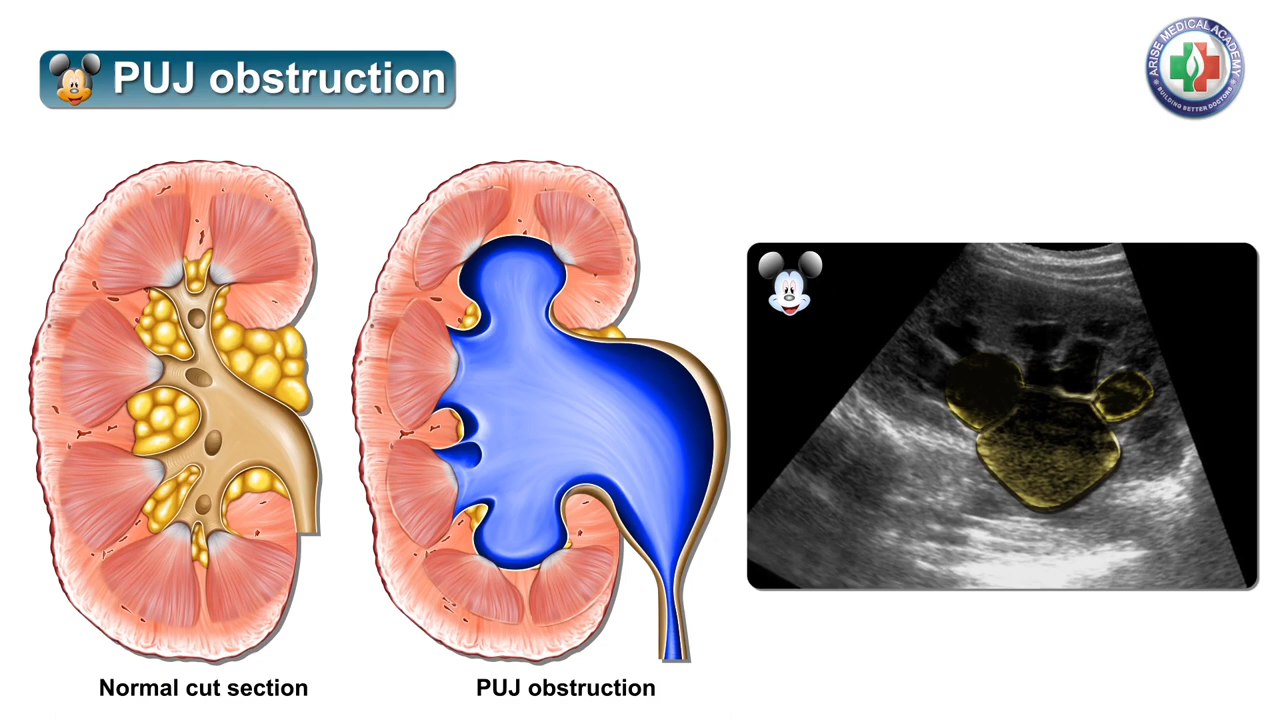 PUJ obstruction
ARISE MEDICAL ACADEMY
BUILDING BETTER DOCTORS
Normal cut section
PUJ obstruction